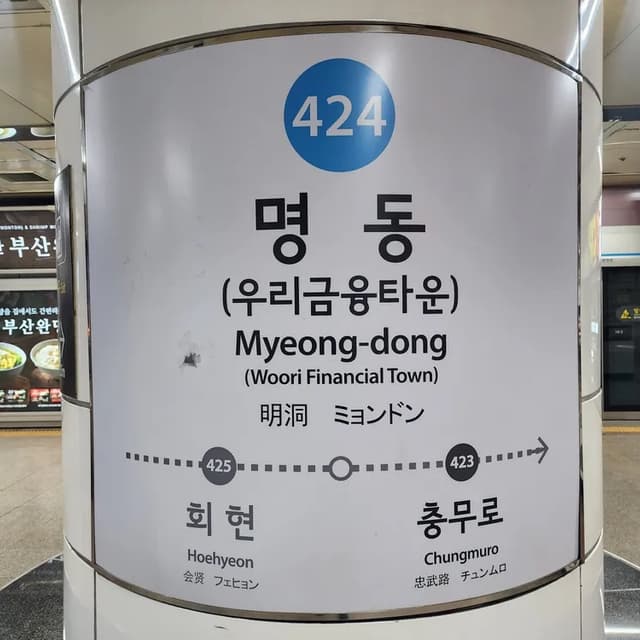 424
명 동
(우리금융타운)
Myeong-dong
(Woori Financial Town)
明洞 ミョンドン
425
423
회 현
충무로
Hoehyeon
Chungmuro
会贤 フェヒョン
忠武路 チュンムロ
부산완
부산완